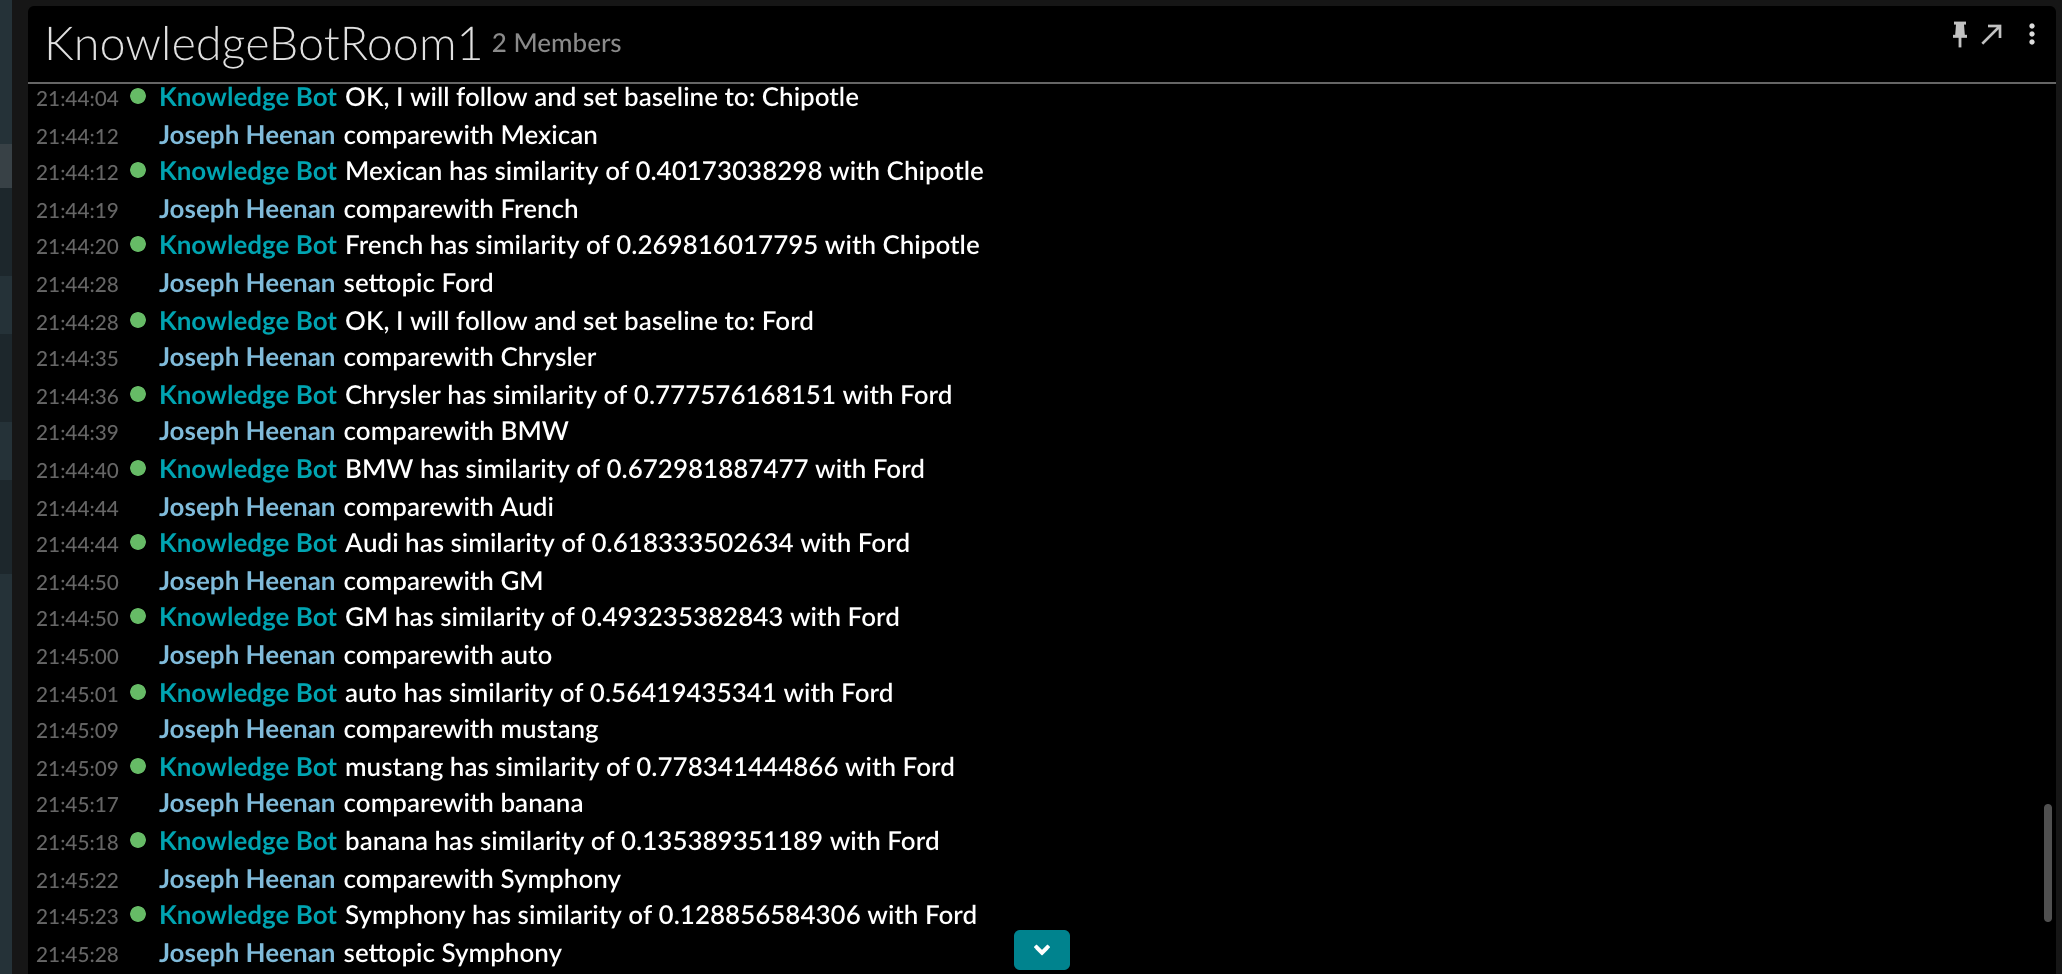 KnowledgeBotRoom1 2 Members
21:44:04 Knowledge Bot OK, I will follow and set baseline to: Chipotle
21:44:12 Joseph Heenan comparewith Mexican
21:44:12 Knowledge Bot Mexican has similarity of 0.40173038298 with Chipotle
21:44:19 Joseph Heenan comparewith French
21:44:20 Knowledge Bot French has similarity of 0.269816017795 with Chipotle
21:44:28 Joseph Heenan settopic Ford
21:44:28 Knowledge Bot OK, I will follow and set baseline to: Ford
21:44:35 Joseph Heenan comparewith Chrysler
21:44:36 Knowledge Bot Chrysler has similarity of 0.777576168151 with Ford
21:44:39 Joseph Heenan comparewith BMW
21:44:40 Knowledge Bot BMW has similarity of 0.672981887477 with Ford
21:44:44 Joseph Heenan comparewith Audi
21:44:44 Knowledge Bot Audi has similarity of 0.618333502634 with Ford
21:44:50 Joseph Heenan comparewith GM
21:44:50 Knowledge Bot GM has similarity of 0.493235382843 with Ford
21:45:00 Joseph Heenan comparewith auto
21:45:01 Knowledge Bot auto has similarity of 0.56419435341 with Ford
21:45:09 Joseph Heenan comparewith mustang
21:45:09 Knowledge Bot mustang has similarity of 0.778341444866 with Ford
21:45:17 Joseph Heenan comparewith banana
21:45:18 Knowledge Bot banana has similarity of 0.135389351189 with Ford
21:45:22 Joseph Heenan comparewith Symphony
21:45:23 Knowledge Bot Symphony has similarity of 0.128856584306 with Ford
21:45:28 Joseph Heenan settopic Symphony